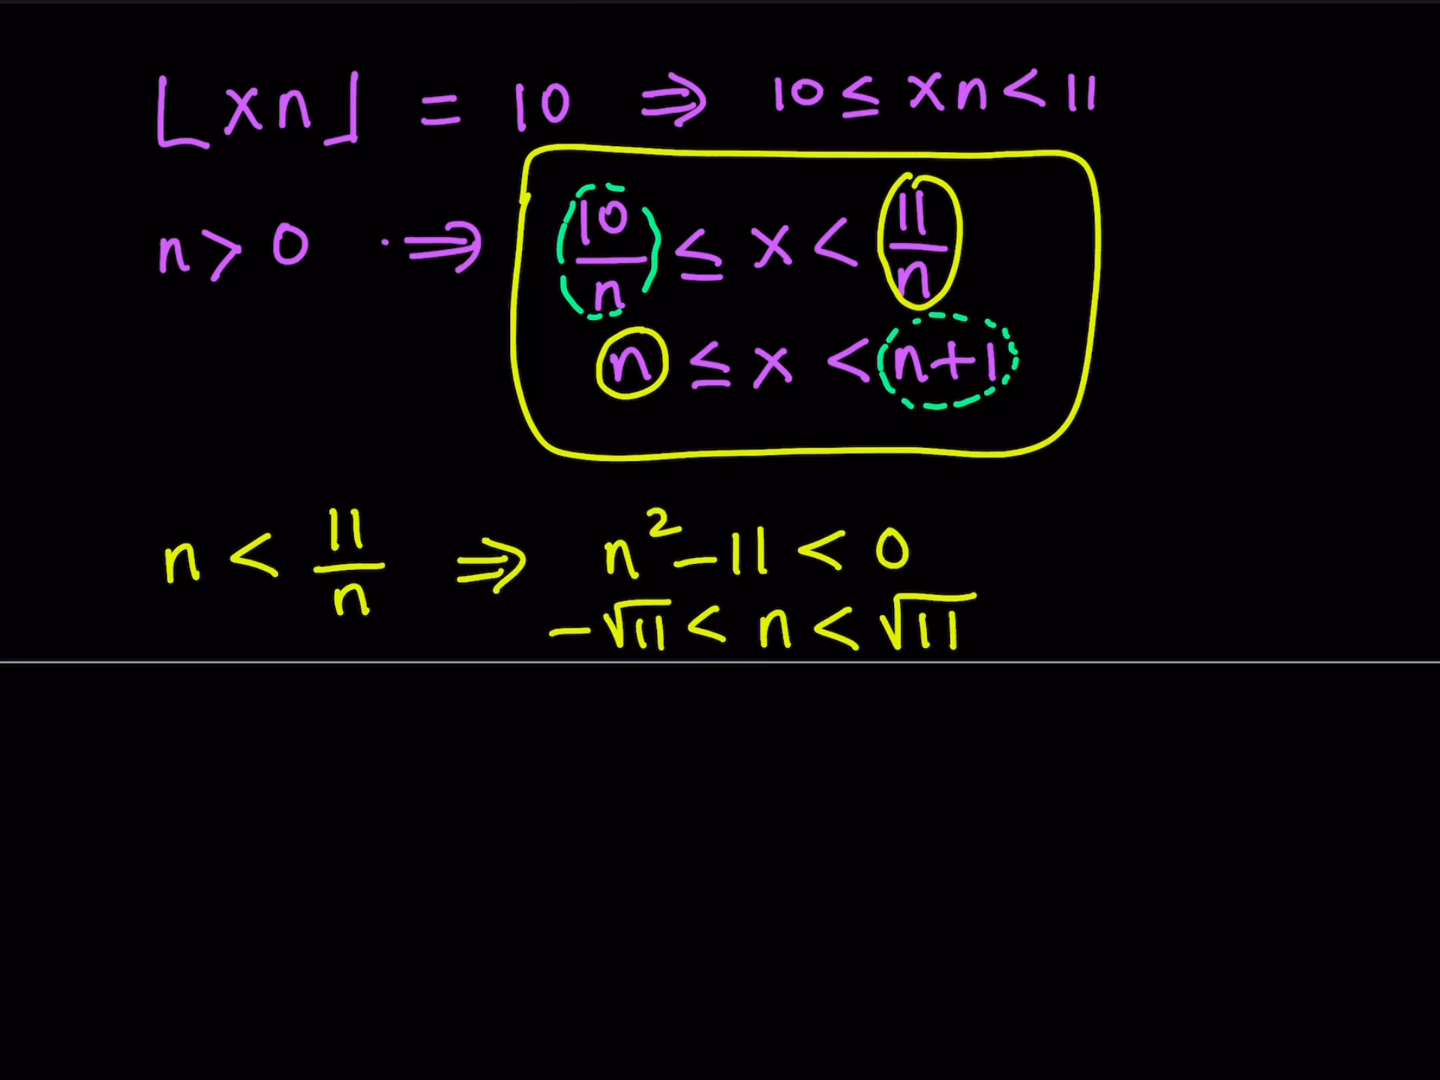 ⌊xn⌋ = 10 ⇒ 10 ≤ xn < 11
n > 0 ⇒ 10/n ≤ x < 11/n
n ≤ x < n+1
n < 11/n ⇒ n² - 11 < 0
-√11 < n < √11